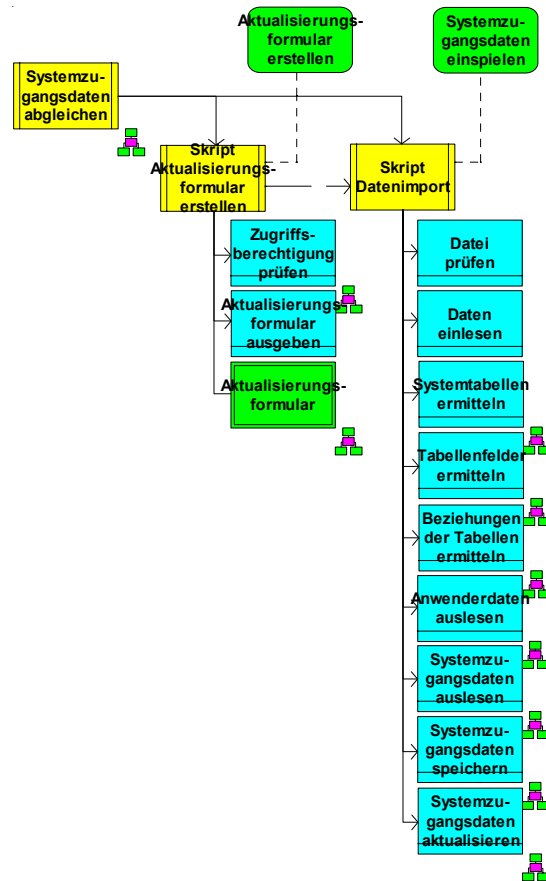 Aktualisierungs-
formular
erstellen
Systemzu-
gangsdaten
einspielen
Systemzu-
gangsdaten
abgleichen
Skript
Aktualisierungs-
formular
erstellen
Skript
Datenimport
Zugriffs-
berechtigung
prüfen
Aktualisierungs-
formular
ausgeben
Aktualisierungs-
formular
Datei
prüfen
Daten
einlesen
Systemtabellen
ermitteln
Tabellenfelder
ermitteln
Beziehungen
der Tabellen
ermitteln
Anwenderdaten
auslesen
Systemzu-
gangsdaten
auslesen
Systemzu-
gangsdaten
speichern
Systemzu-
gangsdaten
aktualisieren